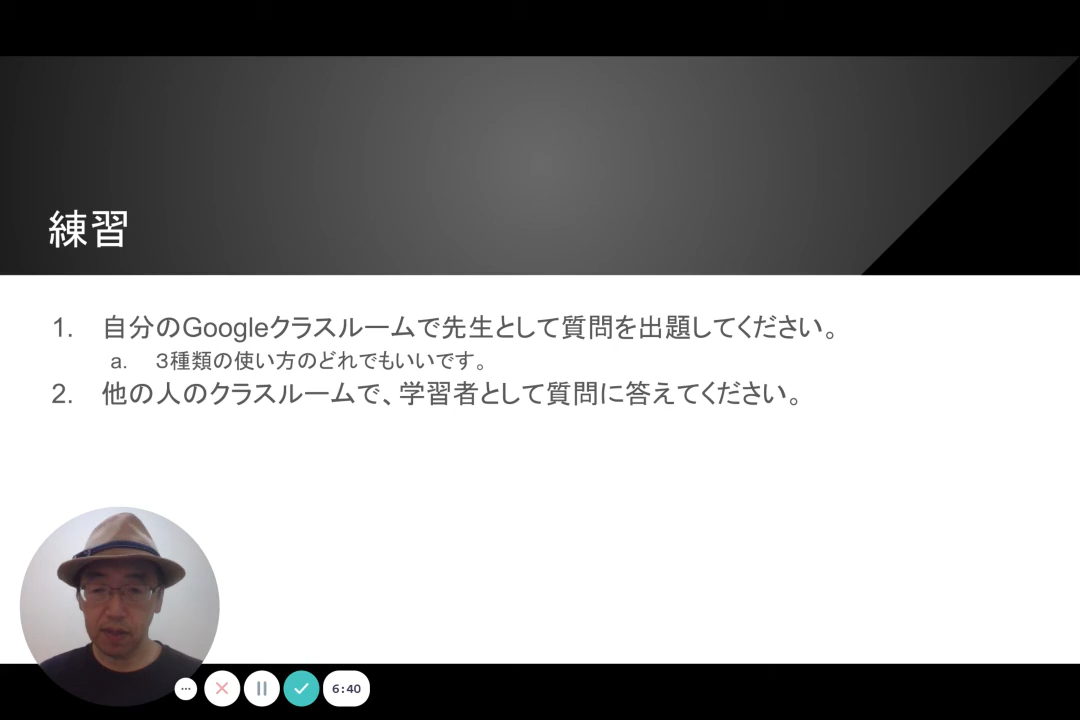 練習
1. 自分のGoogleクラスルームで先生として質問を出題してください。
a. ３種類の使い方のどれでもいいです。
2. 他の人のクラスルームで、学習者として質問に答えてください。
6:40